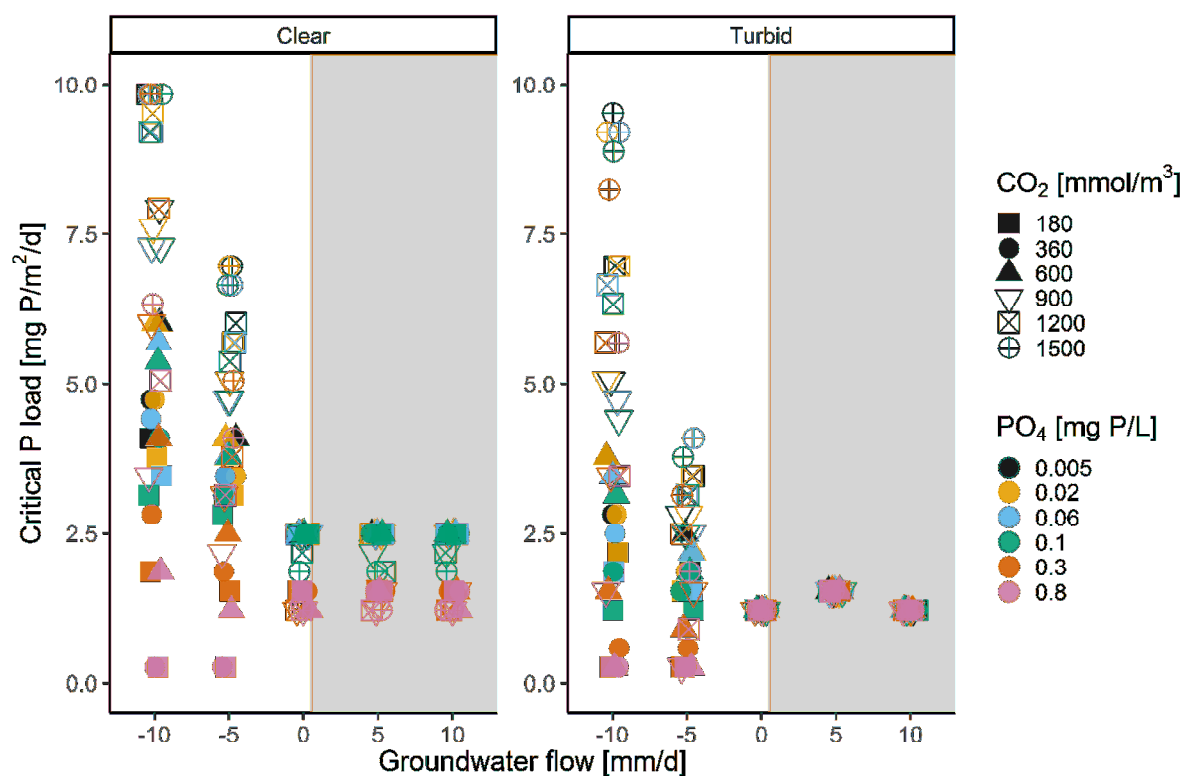 Clear
Turbid
Critical P load [mg P/m²/d]
10.0
7.5
5.0
2.5
0.0
10.0
7.5
5.0
2.5
0.0
-10 -5 0 5 10
-10 -5 0 5 10
Groundwater flow [mm/d]
CO₂ [mmol/m³]
180
360
600
900
1200
1500
PO₄ [mg P/L]
0.005
0.02
0.06
0.1
0.3
0.8